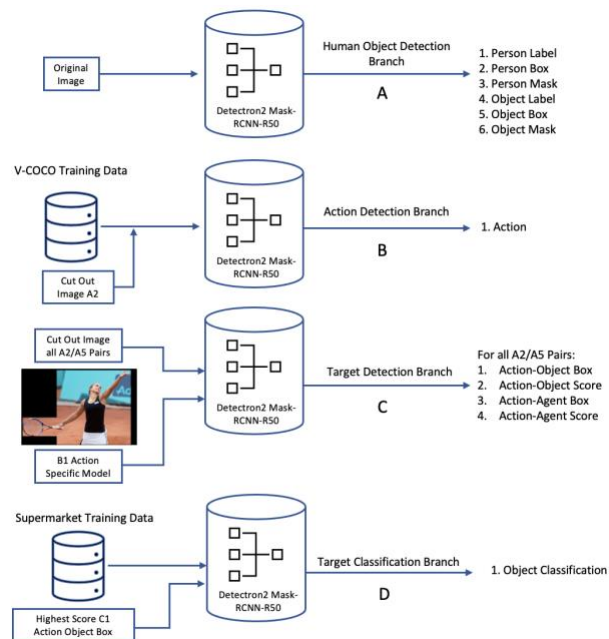 Original
Image
Detectron2 Mask-
RCNN-R50
Human Object Detection
Branch
A
1. Person Label
2. Person Box
3. Person Mask
4. Object Label
5. Object Box
6. Object Mask
V-COCO Training Data
Cut Out
Image A2
Detectron2 Mask-
RCNN-R50
Action Detection Branch
B
1. Action
Cut Out Image
all A2/A5 Pairs
B1 Action
Specific Model
Detectron2 Mask-
RCNN-R50
Target Detection Branch
C
For all A2/A5 Pairs:
1. Action-Object Box
2. Action-Object Score
3. Action-Agent Box
4. Action-Agent Score
Supermarket Training Data
Highest Score C1
Action Object Box
Detectron2 Mask-
RCNN-R50
Target Classification Branch
D
1. Object Classification